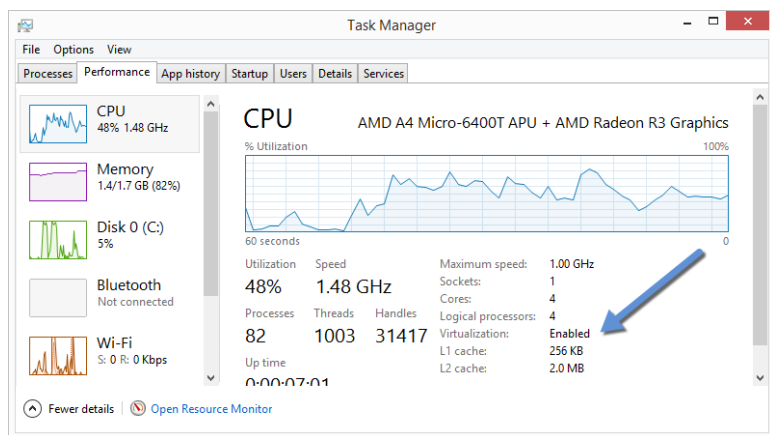 Task Manager
File Options View
Processes Performance App history Startup Users Details Services
CPU
48% 1.48 GHz
Memory
1.4/1.7 GB (82%)
Disk 0 (C:)
5%
Bluetooth
Not connected
Wi-Fi
S: 0 R: 0 Kbps
CPU AMD A4 Micro-6400T APU + AMD Radeon R3 Graphics
% Utilization 100%
60 seconds 0
Utilization Speed
48% 1.48 GHz
Processes Threads Handles
82 1003 31417
Up time
0:00:07:01
Maximum speed: 1.00 GHz
Sockets: 1
Cores: 4
Logical processors: 4
Virtualization: Enabled
L1 cache: 256 KB
L2 cache: 2.0 MB
Fewer details Open Resource Monitor